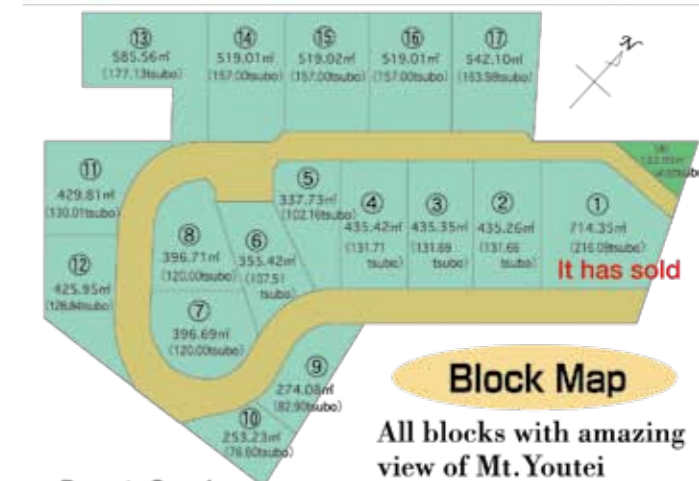 ⑬
585.56㎡
(177.13tsubo)
⑭
519.01㎡
(157.00tsubo)
⑮
519.02㎡
(157.00tsubo)
⑯
519.01㎡
(157.00tsubo)
⑰
542.10㎡
(163.98tsubo)
N
⑪
429.81㎡
(130.01tsubo)
⑫
425.95㎡
(128.84tsubo)
⑧
396.71㎡
(120.00tsubo)
⑦
396.69㎡
(120.00tsubo)
⑥
355.42㎡
(107.51
tsubo)
⑤
337.73㎡
(102.16tsubo)
④
435.42㎡
(131.71
tsubo)
③
435.35㎡
(131.69
tsubo)
②
435.26㎡
(131.66
tsubo)
①
714.35㎡
(216.09tsubo)
It has sold
⑨
274.08㎡
(82.90tsubo)
⑩
253.23㎡
(76.60tsubo)
Block Map
All blocks with amazing
view of Mt.Youtei